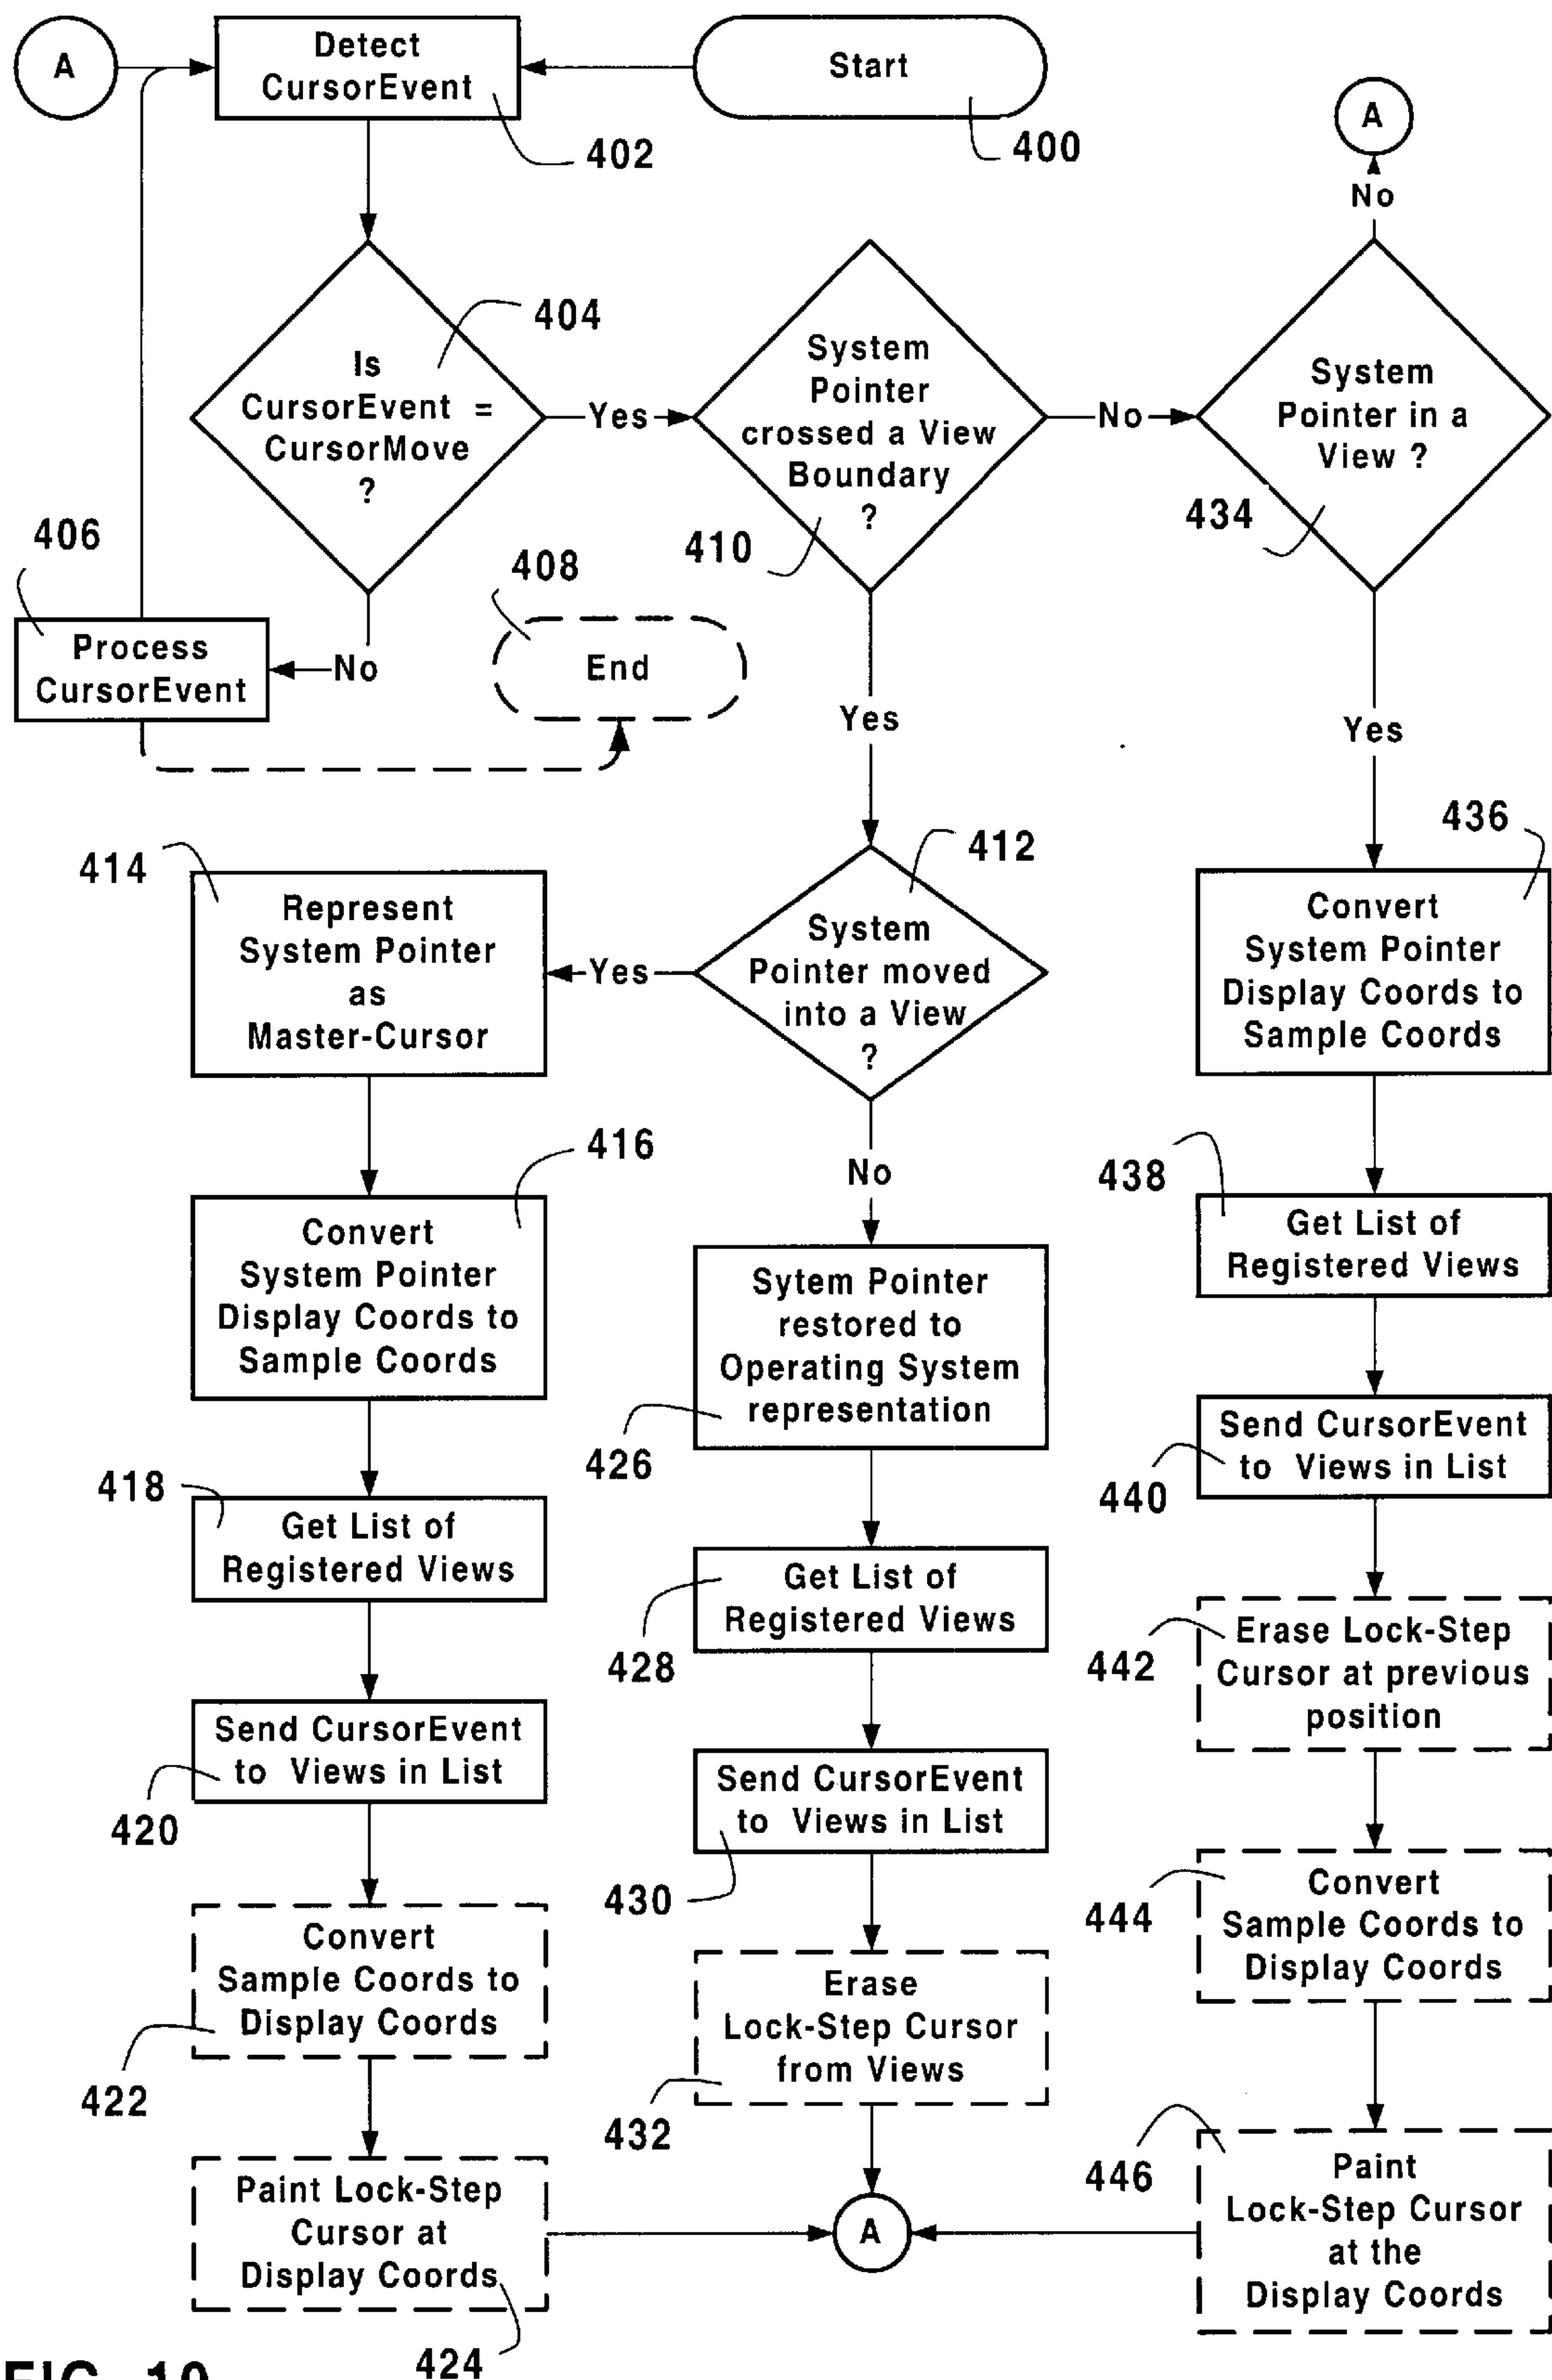 A
Detect
CursorEvent
402
Start
400
A
No
Is
CursorEvent =
CursorMove
?
404
Yes
System
Pointer
crossed a View
Boundary
?
410
No
System
Pointer in a
View ?
434
406
Process
CursorEvent
No
408
End
Yes
Yes
414
Represent
System Pointer
as
Master-Cursor
Yes
412
System
Pointer moved
into a View
?
No
436
Convert
System Pointer
Display Coords to
Sample Coords
416
Convert
System Pointer
Display Coords to
Sample Coords
Sytem Pointer
restored to
Operating System
representation
426
438
Get List of
Registered Views
Send CursorEvent
to Views in List
440
418
Get List of
Registered Views
Get List of
Registered Views
428
Erase Lock-Step
Cursor at previous
position
442
Send CursorEvent
to Views in List
420
Send CursorEvent
to Views in List
430
Convert
Sample Coords to
Display Coords
444
Convert
Sample Coords to
Display Coords
422
Erase
Lock-Step Cursor
from Views
432
Paint Lock-Step
Cursor at
Display Coords
424
A
446
Paint
Lock-Step Cursor
at the
Display Coords